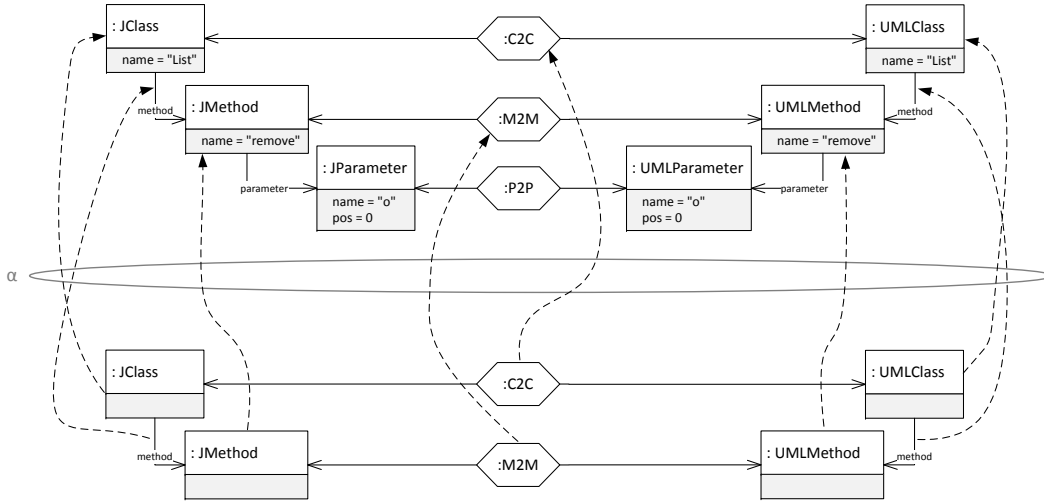 : JClass
:C2C
: UMLClass
name = "List"
name = "List"
method
: JMethod
:M2M
: UMLMethod
method
name = "remove"
name = "remove"
parameter
: JParameter
:P2P
: UMLParameter
parameter
name = "o"
pos = 0
name = "o"
pos = 0
α
: JClass
:C2C
: UMLClass
method
: JMethod
:M2M
: UMLMethod
method